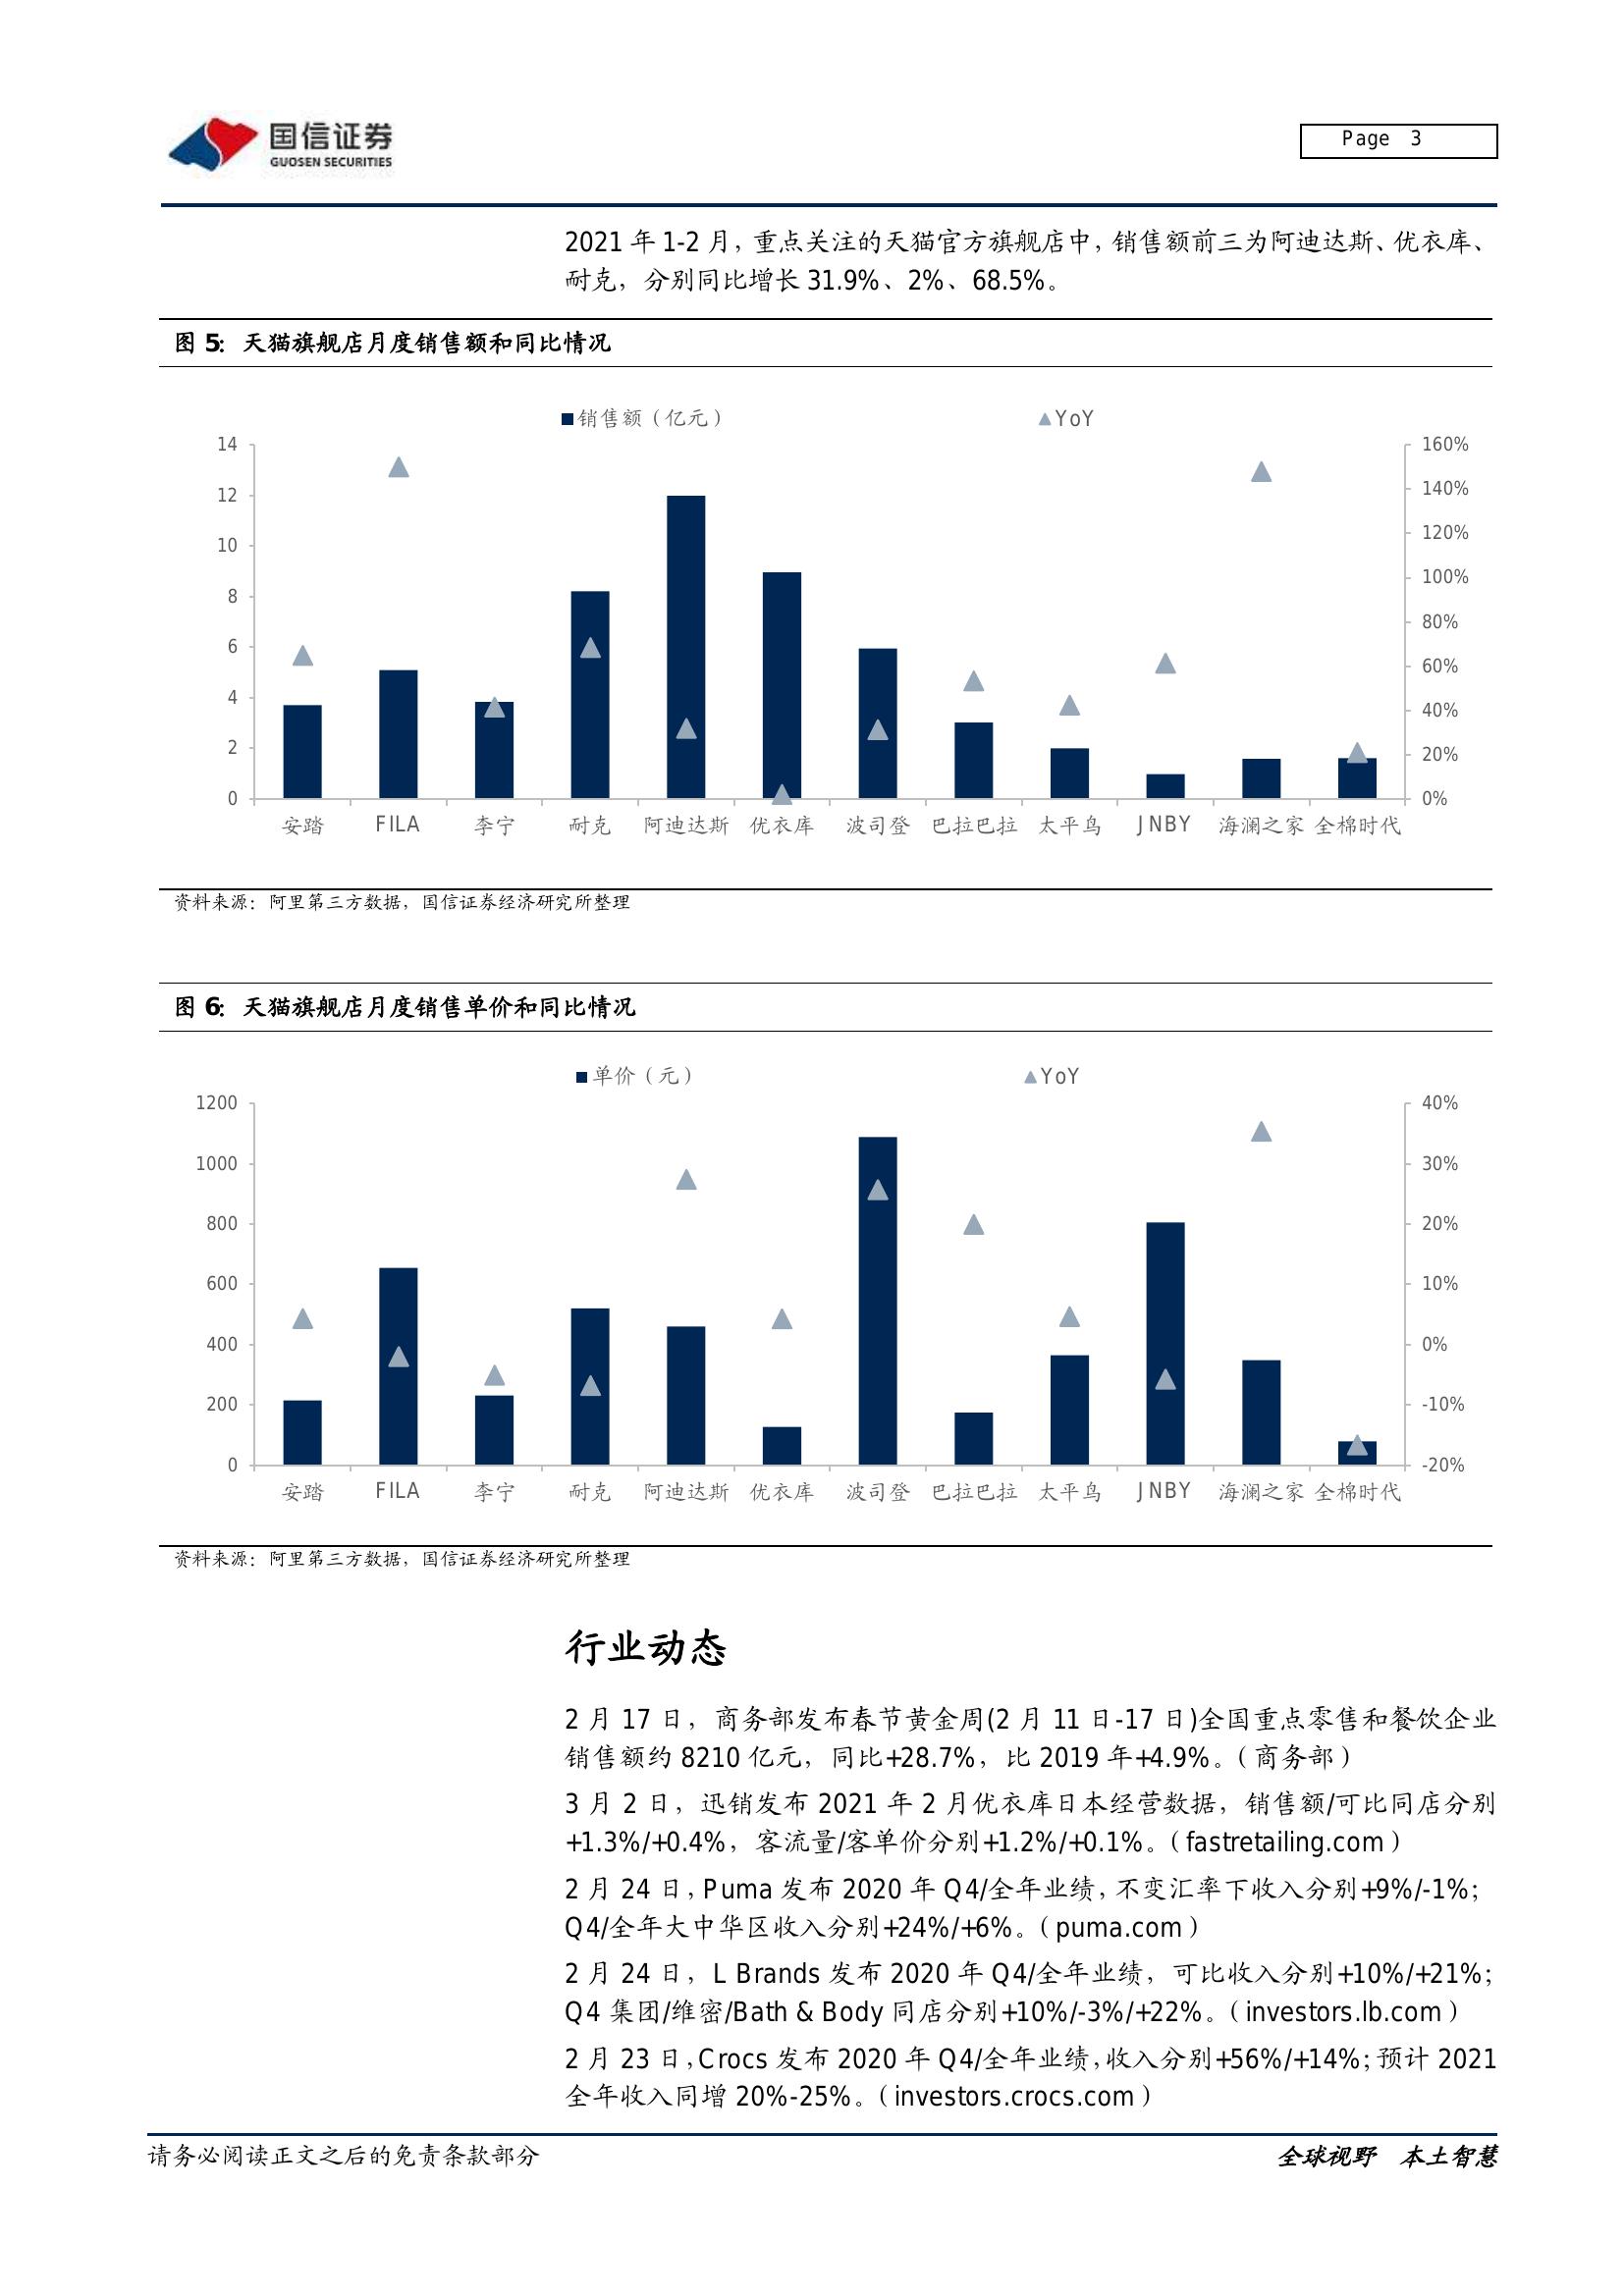 国信证券
GUOSEN SECURITIES
Page 3
2021 年 1-2 月，重点关注的天猫官方旗舰店中，销售额前三为阿迪达斯、优衣库、
耐克，分别同比增长 31.9%、2%、68.5%。
图 5：天猫旗舰店月度销售额和同比情况
销售额（亿元） YoY
14 160%
12 140%
10 120%
8 100%
6 80%
4 60%
2 40%
0 20%
0%
安踏 FILA 李宁 耐克 阿迪达斯 优衣库 波司登 巴拉巴拉 太平鸟 JNBY 海澜之家 全棉时代
资料来源：阿里第三方数据，国信证券经济研究所整理
图 6：天猫旗舰店月度销售单价和同比情况
单价（元） YoY
1200 40%
1000 30%
800 20%
600 10%
400 0%
200 -10%
0 -20%
安踏 FILA 李宁 耐克 阿迪达斯 优衣库 波司登 巴拉巴拉 太平鸟 JNBY 海澜之家 全棉时代
资料来源：阿里第三方数据，国信证券经济研究所整理
行业动态
2 月 17 日，商务部发布春节黄金周(2 月 11 日-17 日)全国重点零售和餐饮企业
销售额约 8210 亿元，同比+28.7%，比 2019 年+4.9%。（商务部）
3 月 2 日，迅销发布 2021 年 2 月优衣库日本经营数据，销售额/可比同店分别
+1.3%/+0.4%，客流量/客单价分别+1.2%/+0.1%。（fastretailing.com）
2 月 24 日，Puma 发布 2020 年 Q4/全年业绩，不变汇率下收入分别+9%/-1%；
Q4/全年大中华区收入分别+24%/+6%。（puma.com）
2 月 24 日，L Brands 发布 2020 年 Q4/全年业绩，可比收入分别+10%/+21%；
Q4 集团/维密/Bath & Body 同店分别+10%/-3%/+22%。（investors.lb.com）
2 月 23 日，Crocs 发布 2020 年 Q4/全年业绩，收入分别+56%/+14%；预计 2021
全年收入同增 20%-25%。（investors.crocs.com）
请务必阅读正文之后的免责条款部分 全球视野 本土智慧